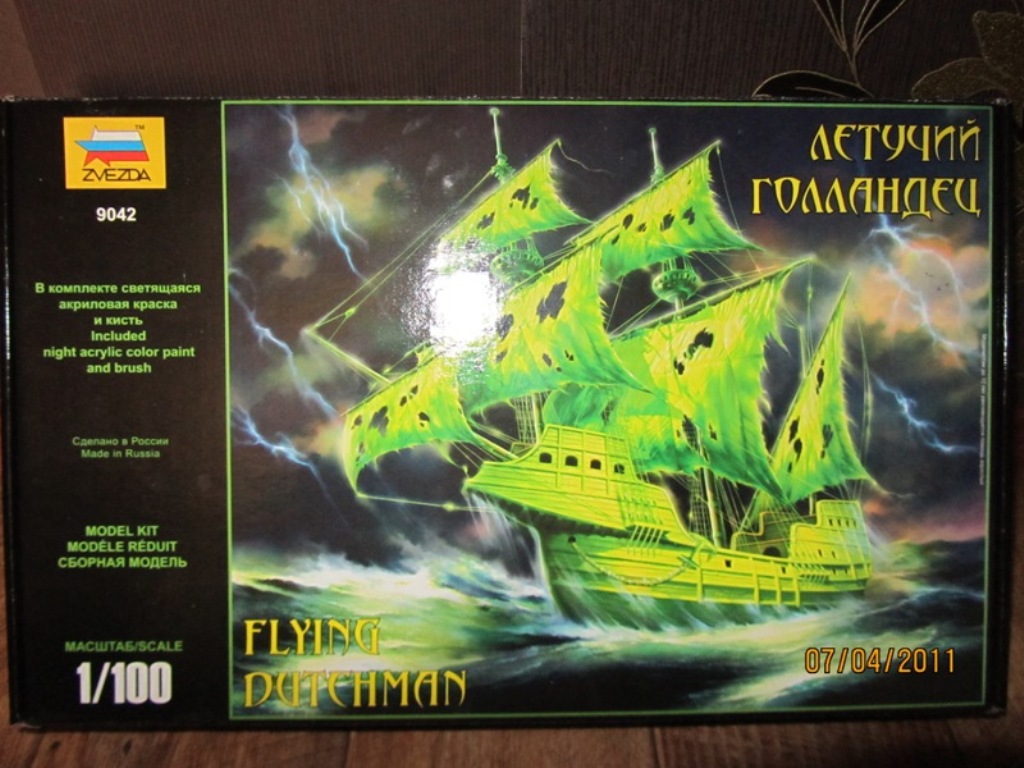 ZVEZDA
TM
9042
В комплекте светящаяся
акриловая краска
и кисть
Included
night acrylic color paint
and brush
Сделано в России
Made in Russia
MODEL KIT
MODÈLE RÉDUIT
СБОРНАЯ МОДЕЛЬ
МАСШТАБ/SCALE
1/100
ЛЕТУЧИЙ
ГОЛЛАНДЕЦ
FLYING
DUTCHMAN
07/04/2011